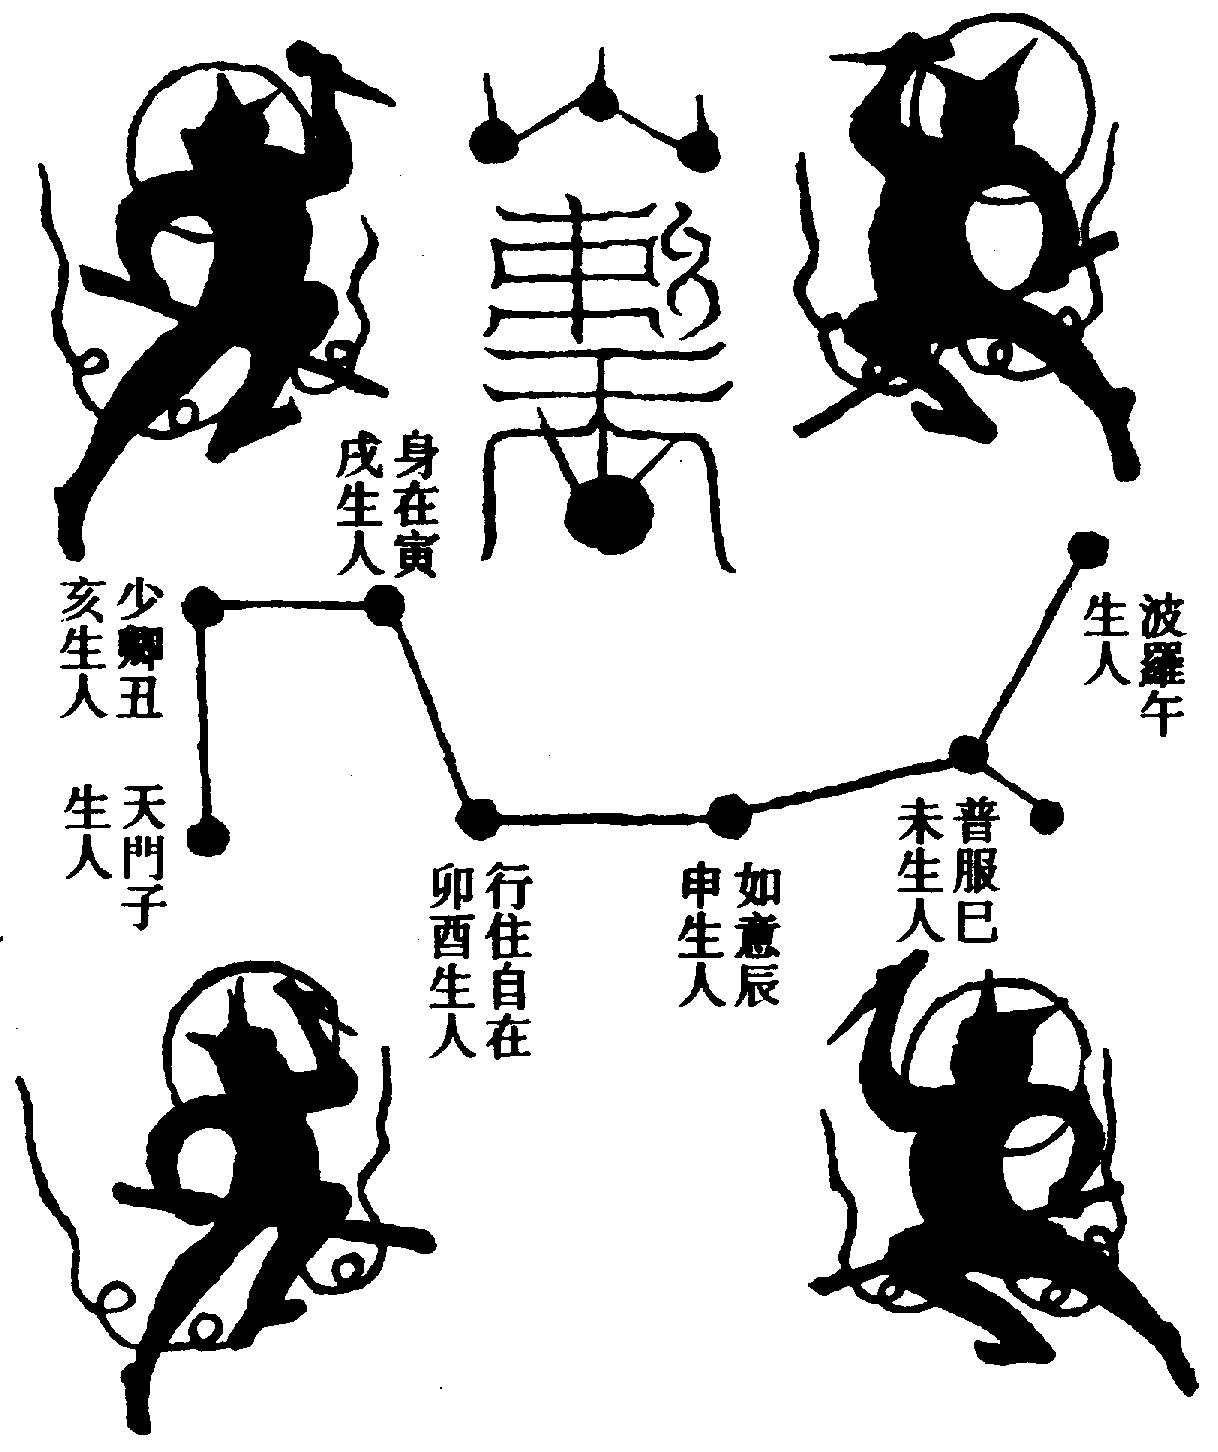 身在寅
戌生人
少卿丑
亥生人
天門子
生人
行住自在
卯酉生人
如意辰
申生人
普服巳
未生人
波羅午
生人